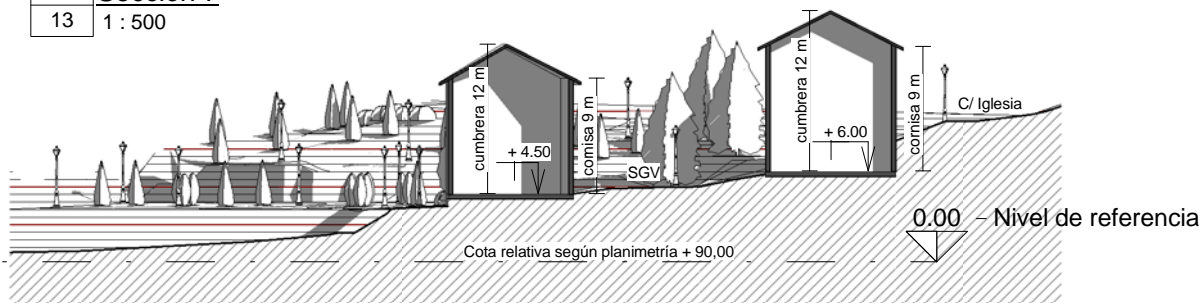 13
1 : 500
cumbrera 12 m
+ 4.50
cornisa 9 m
SGV
cumbrera 12 m
+ 6.00
cornisa 9 m
C/ Iglesia
0.00
Nivel de referencia
Cota relativa según planimetría + 90,00